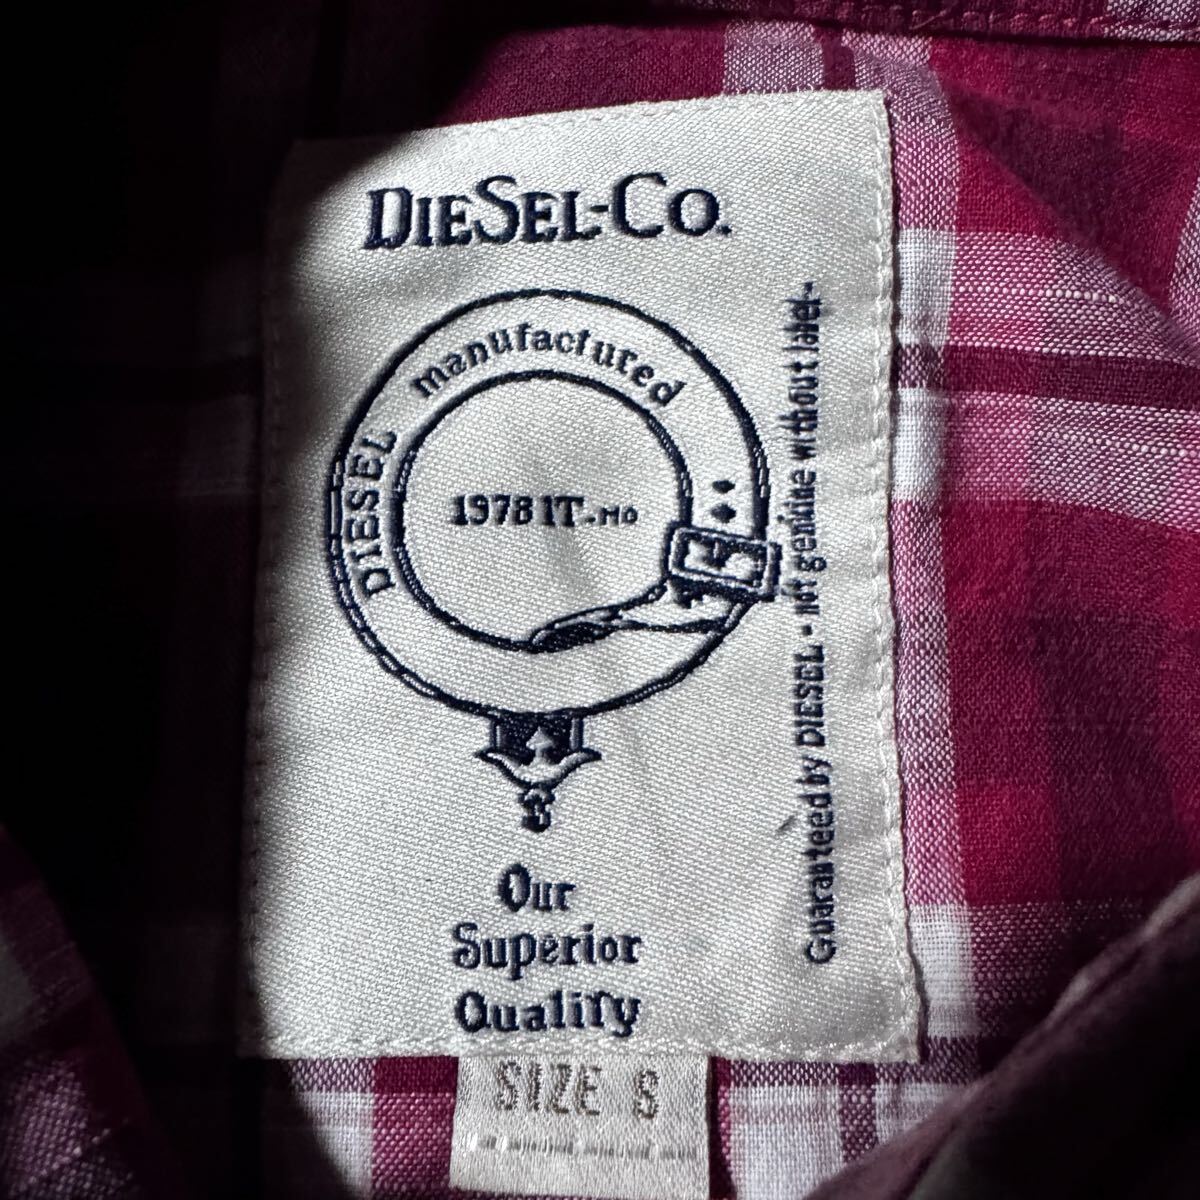 DIESEL-CO.
DIESEL manufactured
1978 IT-MO
Our
Superior
Quality
Guaranteed by DIESEL - not genuine without label -
SIZE S